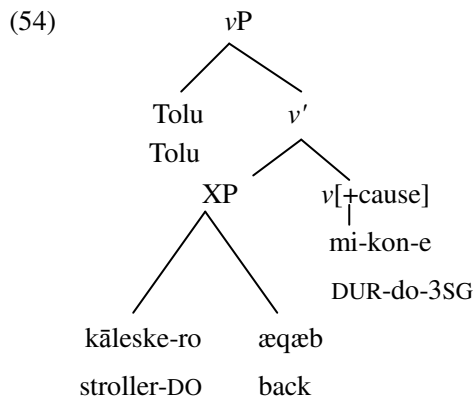 (54) vP
Tolu v'
Tolu
XP v[+cause]
mi-kon-e
DUR-do-3SG
kāleske-ro æqæb
stroller-DO back